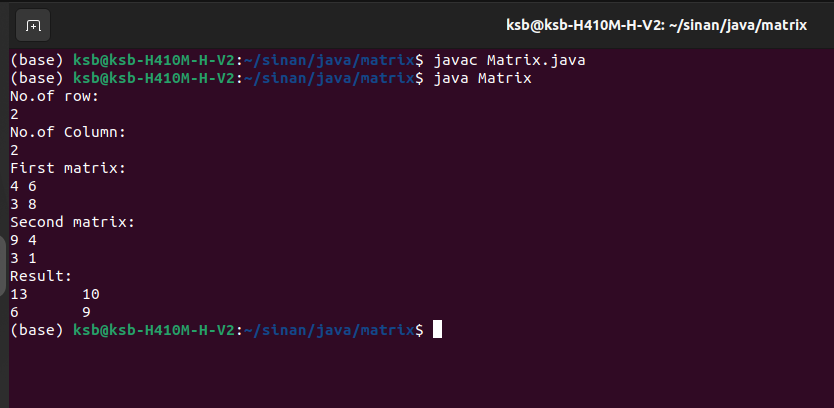 ksb@ksb-H410M-H-V2: ~/sinan/java/matrix
(base) ksb@ksb-H410M-H-V2:~/sinan/java/matrix$ javac Matrix.java
(base) ksb@ksb-H410M-H-V2:~/sinan/java/matrix$ java Matrix
No.of row:
2
No.of Column:
2
First matrix:
4 6
3 8
Second matrix:
9 4
3 1
Result:
13      10
6       9
(base) ksb@ksb-H410M-H-V2:~/sinan/java/matrix$